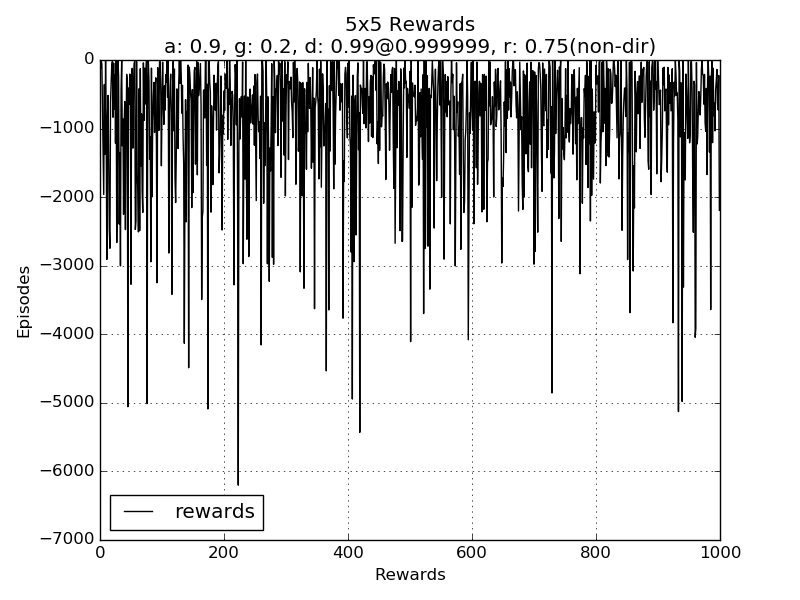 5x5 Rewards
a: 0.9, g: 0.2, d: 0.99@0.999999, r: 0.75(non-dir)
0
−1000
−2000
−3000
−4000
−5000
−6000
−7000
Episodes
rewards
0 200 400 600 800 1000
Rewards